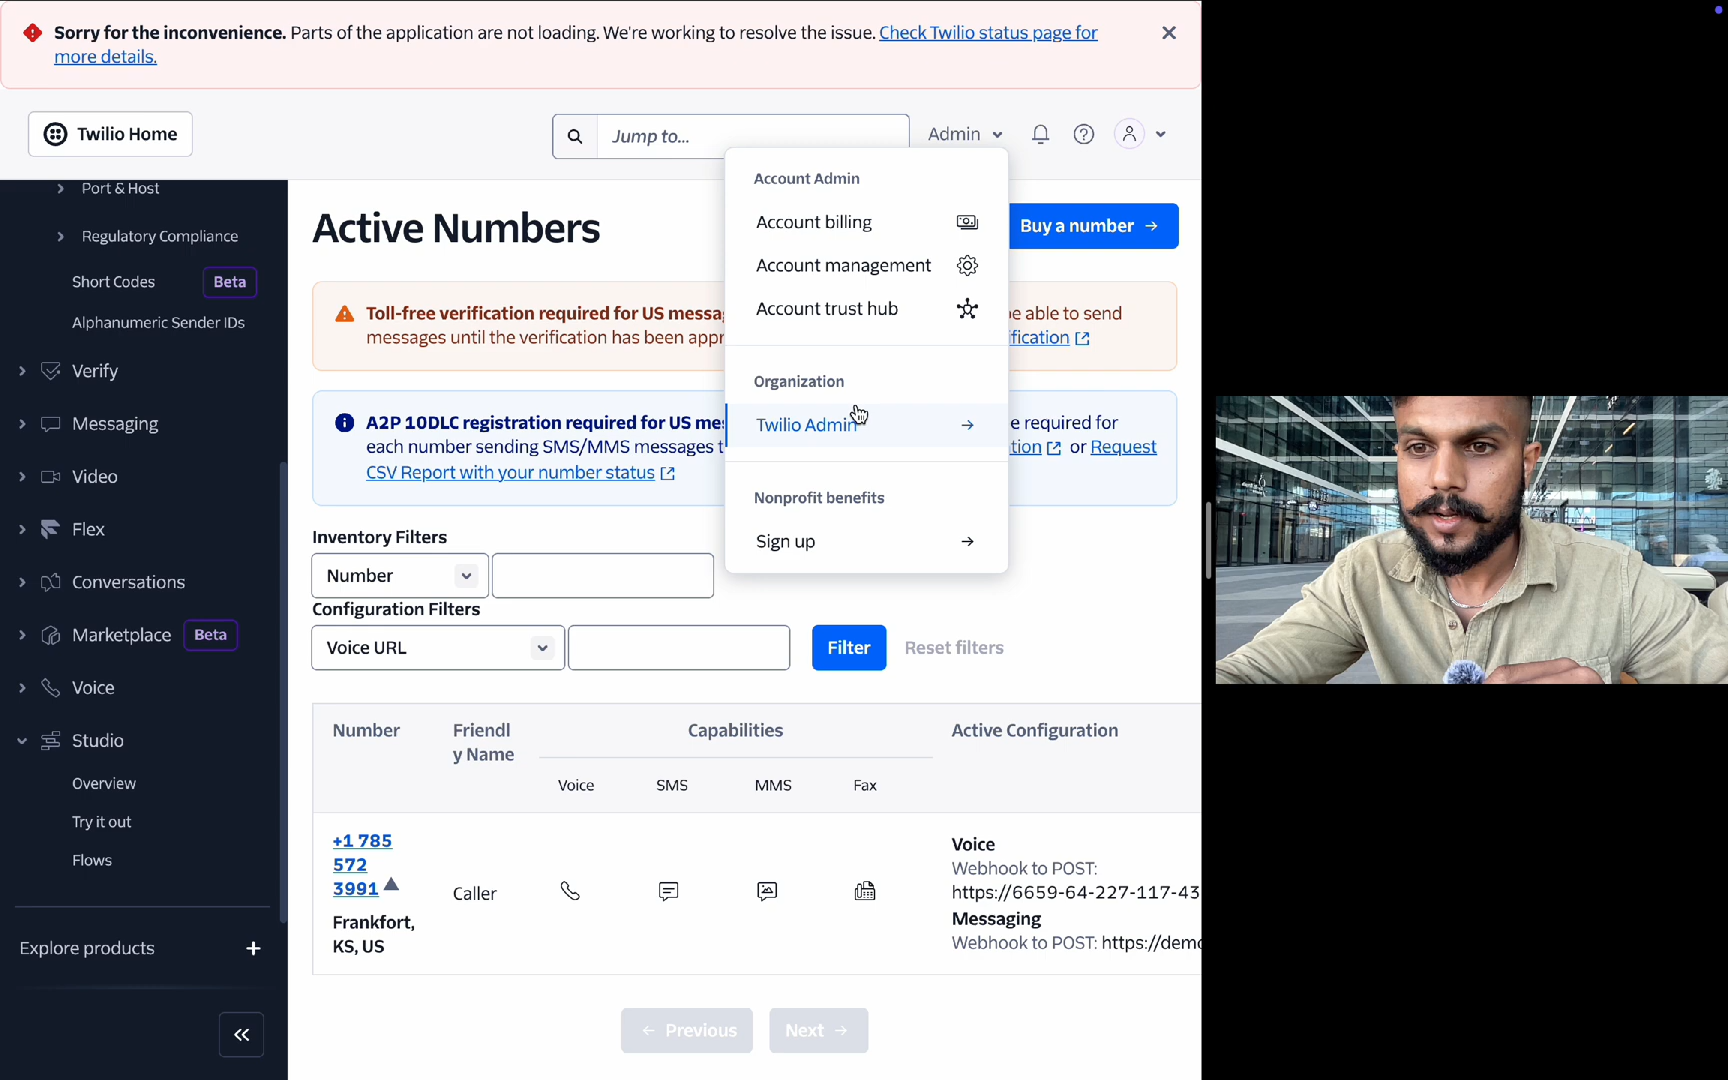 Sorry for the inconvenience. Parts of the application are not loading. We're working to resolve the issue. Check Twilio status page for
more details.
Twilio Home
Jump to...
Admin
Port & Host
Regulatory Compliance
Short Codes
Beta
Alphanumeric Sender IDs
Verify
Messaging
Video
Flex
Conversations
Marketplace
Beta
Voice
Studio
Overview
Try it out
Flows
Explore products
Active Numbers
Buy a number
Account Admin
Account billing
Account management
Account trust hub
Organization
Twilio Admin
Nonprofit benefits
Sign up
Toll-free verification required for US messa
be able to send
messages until the verification has been appr
ification
A2P 10DLC registration required for US me
e required for
each number sending SMS/MMS messages t
tion or Request
CSV Report with your number status
Inventory Filters
Number
Configuration Filters
Voice URL
Filter
Reset filters
Number
Friendl
y Name
Capabilities
Active Configuration
Voice
SMS
MMS
Fax
+1 785
572
3991
Frankfort,
KS, US
Caller
Voice
Webhook to POST:
https://6659-64-227-117-43
Messaging
Webhook to POST: https://demo
Previous
Next